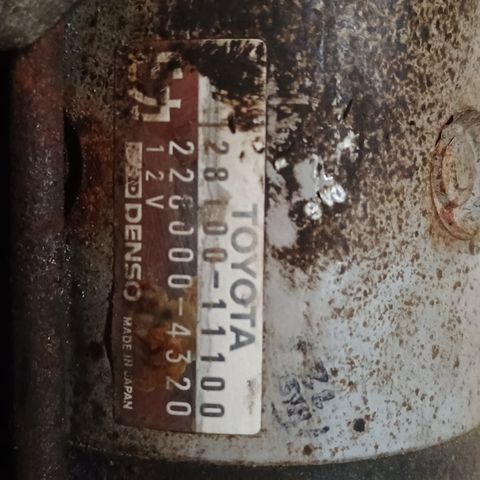 TOYOTA
28100-11100
228000-4320
12V
DENSO MADE IN JAPAN